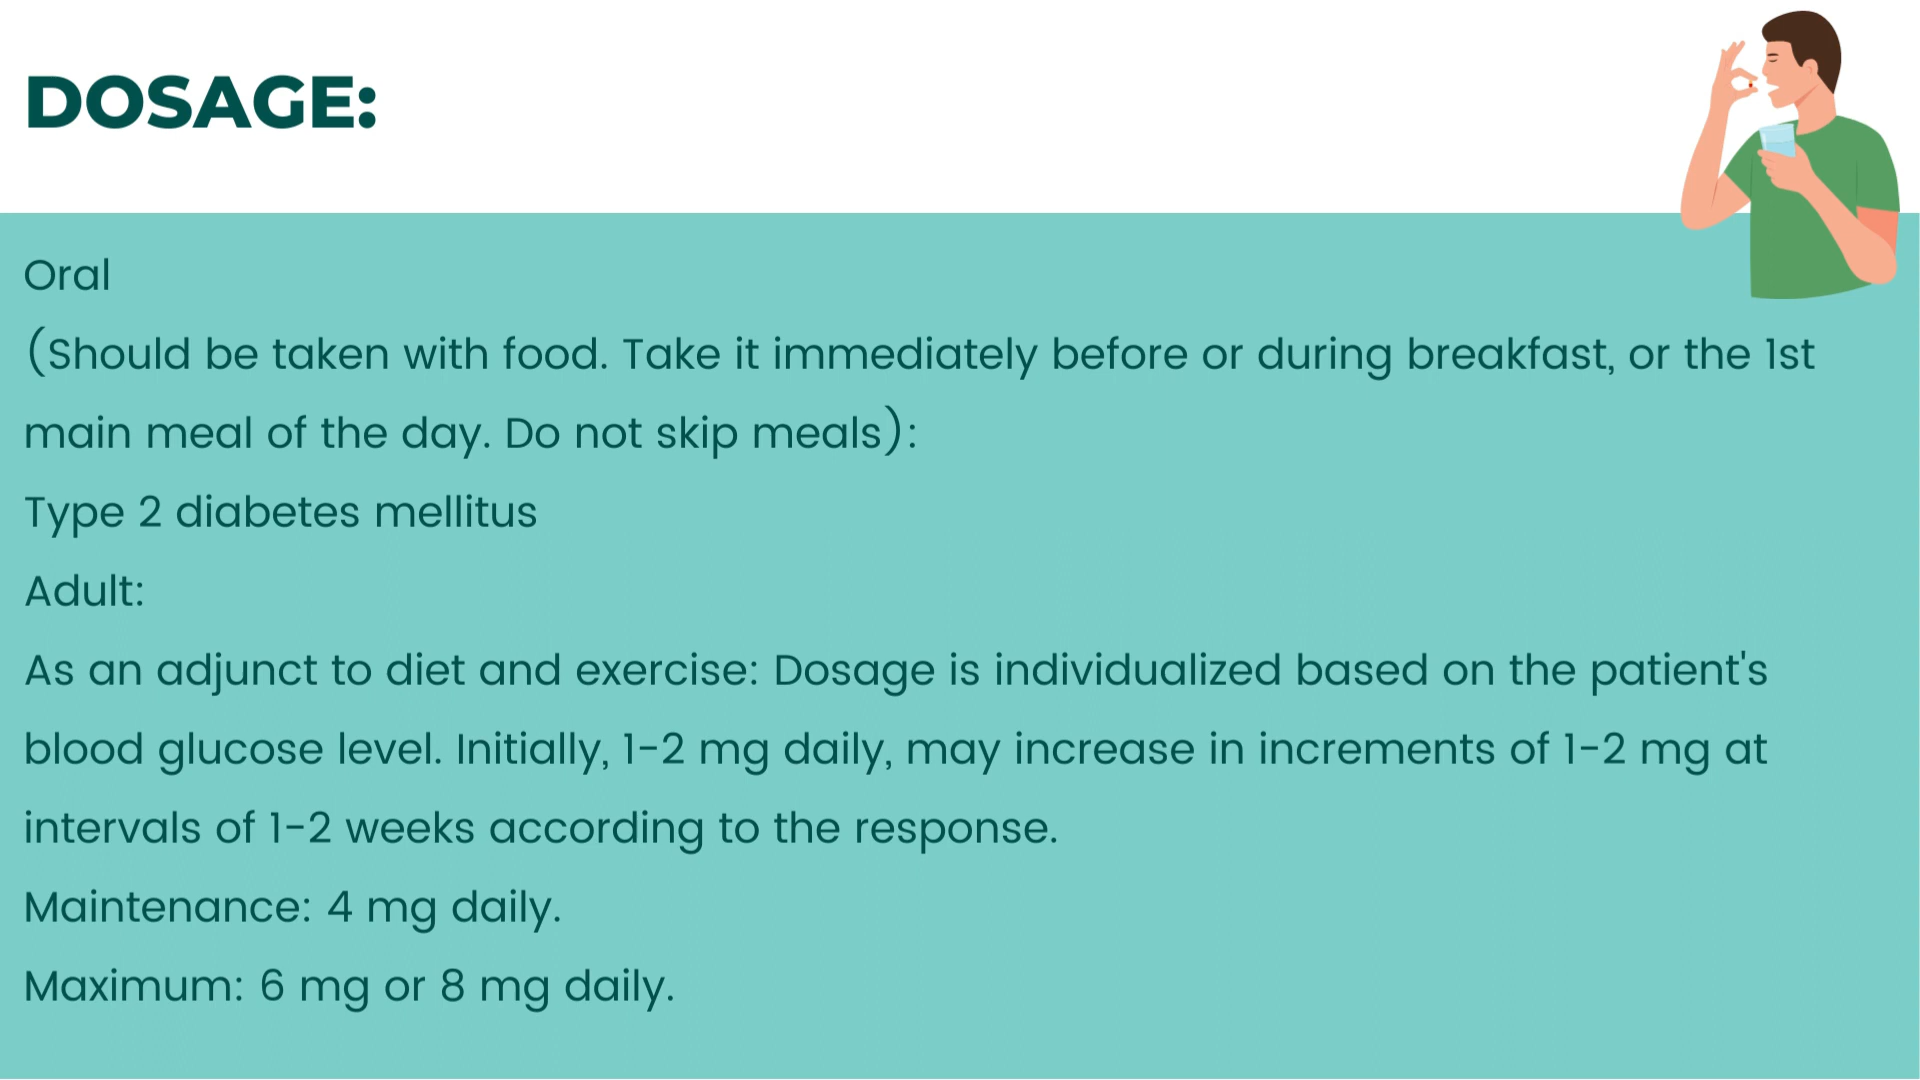 DOSAGE:
Oral
(Should be taken with food. Take it immediately before or during breakfast, or the 1st
main meal of the day. Do not skip meals):
Type 2 diabetes mellitus
Adult:
As an adjunct to diet and exercise: Dosage is individualized based on the patient's
blood glucose level. Initially, 1-2 mg daily, may increase in increments of 1-2 mg at
intervals of 1-2 weeks according to the response.
Maintenance: 4 mg daily.
Maximum: 6 mg or 8 mg daily.